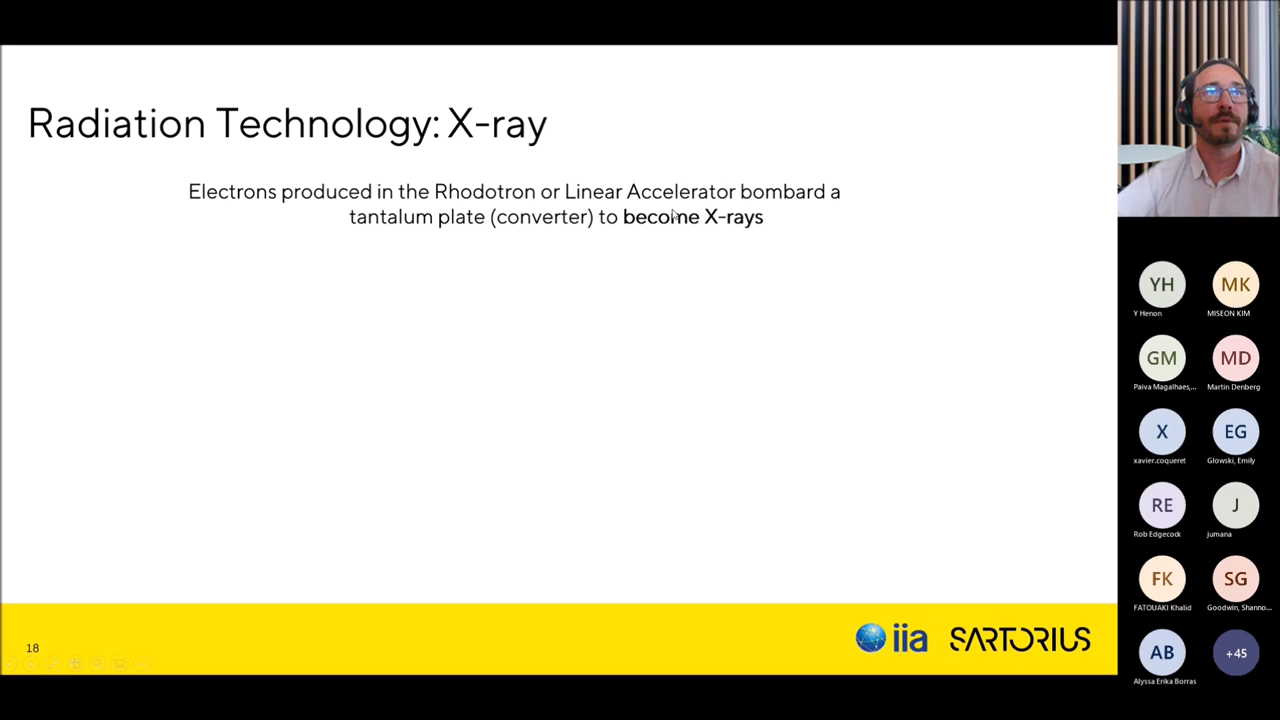 Radiation Technology: X-ray
Electrons produced in the Rhodotron or Linear Accelerator bombard a
tantalum plate (converter) to become X-rays
18
iia SARTORIUS
YH MK
Y Henon MISEON KIM
GM MD
Paiva Magalhaes,... Martin Denberg
X EG
xavier.coqueret Glowski, Emily
RE J
Rob Edgecock jumana
FK SG
FATOUAKI Khalid Goodwin, Shanno...
AB +45
Alyssa Erika Borras